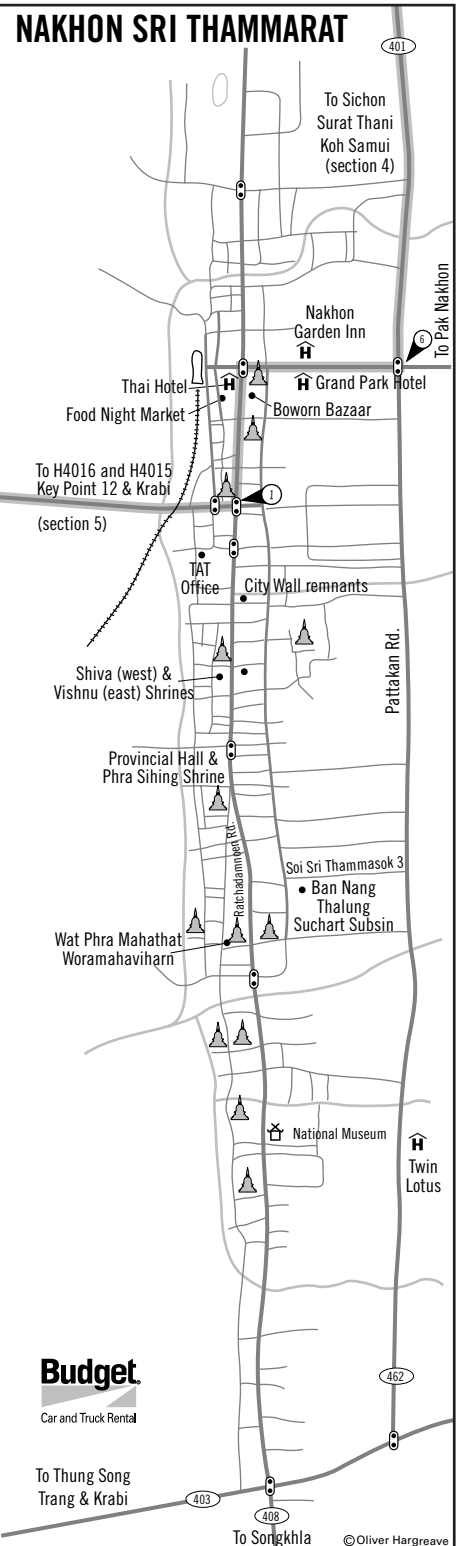 NAKHON SRI THAMMARAT
401
To Sichon
Surat Thani
Koh Samui
(section 4)
To Pak Nakhon
Nakhon
Garden Inn
6
H
Thai Hotel
H
H Grand Park Hotel
Food Night Market
Boworn Bazaar
To H4016 and H4015
Key Point 12 & Krabi
(section 5)
1
TAT
Office
City Wall remnants
Pattakan Rd.
Shiva (west) &
Vishnu (east) Shrines
Provincial Hall &
Phra Sihing Shrine
Ratchadamnoen Rd.
Soi Sri Thammasok 3
Ban Nang
Thalung
Suchart Subsin
Wat Phra Mahathat
Woramahaviharn
National Museum
H
Twin
Lotus
Budget.
Car and Truck Rental
462
To Thung Song
Trang & Krabi
403
408
To Songkhla
©Oliver Hargreave